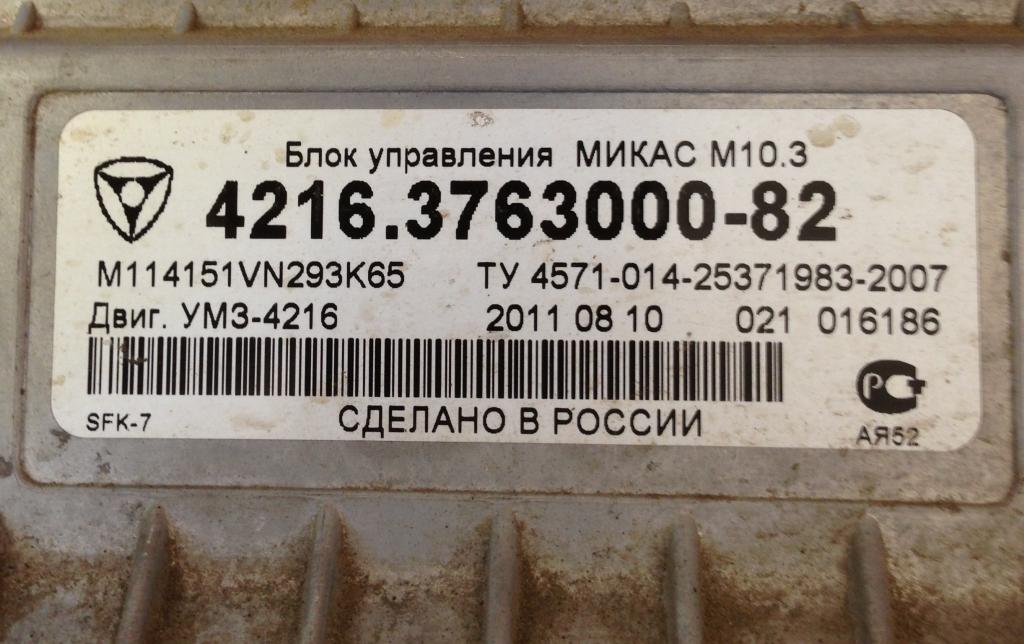 Блок управления МИКАС М10.3
4216.3763000-82
M114151VN293K65 ТУ 4571-014-25371983-2007
Двиг. УМЗ-4216 2011 08 10 021 016186
SFK-7 СДЕЛАНО В РОССИИ
РСТ
АЯ52